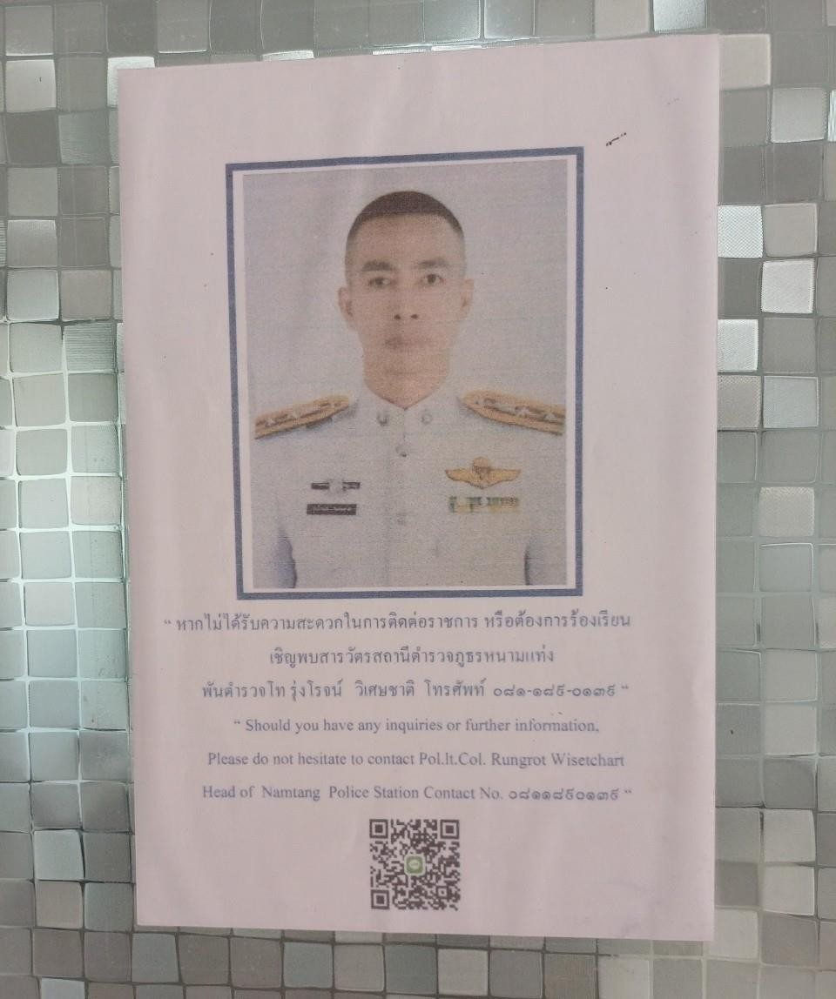 “ หากไม่ได้รับความสะดวกในการติดต่อราชการ หรือต้องการร้องเรียน
เชิญพบสารวัตรสถานีตำรวจภูธรหนามแท่ง
พันตำรวจโท รุ่งโรจน์ วิเศษชาติ โทรศัพท์ ๐๘๑-๑๘๙-๐๑๓๙ “
“ Should you have any inquiries or further information,
Please do not hesitate to contact Pol.lt.Col. Rungrot Wisetchart
Head of Namtang Police Station Contact No. ๐๘๑๑๘๙๐๑๓๙ “